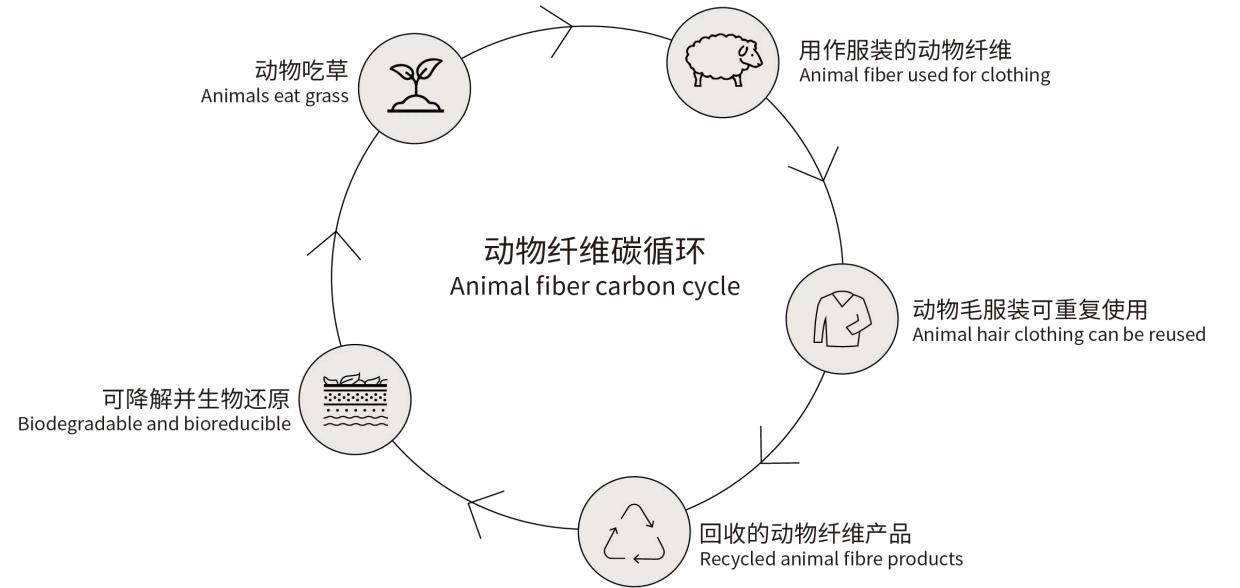 动物吃草
Animals eat grass
用作服装的动物纤维
Animal fiber used for clothing
动物纤维碳循环
Animal fiber carbon cycle
动物毛服装可重复使用
Animal hair clothing can be reused
可降解并生物还原
Biodegradable and bioreducible
回收的动物纤维产品
Recycled animal fibre products